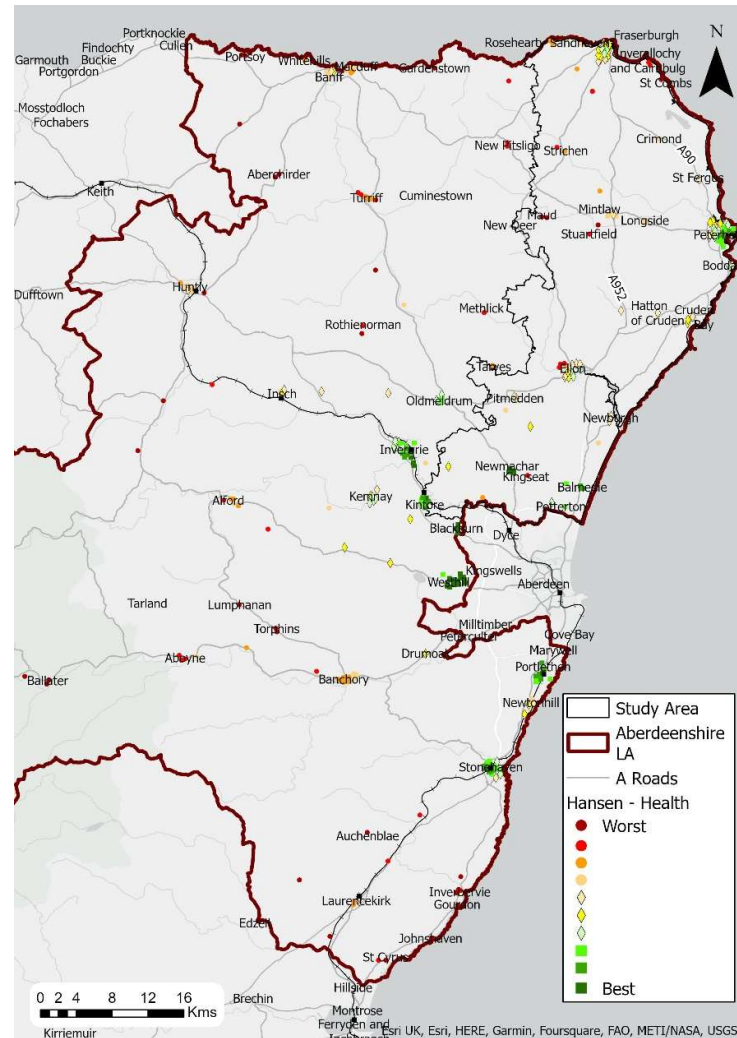 Portknockie
Cullen
Findochty
Garmouth
Buckie
Portgordon
Mosstodloch
Fochabers
Portsoy
Whitehills
Macduff
Banff
Gardenstown
Rosehearty
Sandhaven
Fraserburgh
Inverallochy
and Cairnbulg
St Combs
N
Crimond
A90
New Pitsligo
Strichen
St Fergus
Aberchirder
Keith
Turriff
Cuminestown
Mintlaw
Maud
Longside
New Deer
Stuartfield
Boddam
Huntly
Dufftown
Rothienorman
Methlick
A952
Hatton
of Cruden
Cruden
Bay
Tarves
Ellon
Insch
Oldmeldrum
Pitmedden
Newburgh
Inverurie
Newmachar
Kingseat
Balmedie
Potterton
Alford
Kemnay
Kintore
Blackburn
Dyce
Kingswells
Westhill
Aberdeen
Tarland
Lumphanan
Torphins
Milltimber
Peterculter
Cove Bay
Marywell
Portlethen
Drumoak
Aboyne
Ballater
Banchory
Newtonhill
Stonehaven
Auchenblae
Laurencekirk
Inverbervie
Gourdon
Edzell
Johnshaven
St Cyrus
Hillside
Brechin
Montrose
Ferryden and
Kirriemuir
Study Area
Aberdeenshire
LA
A Roads
Hansen - Health
Worst
Best
0 2 4 8 12 16
Kms
Esri UK, Esri, HERE, Garmin, Foursquare, FAO, METI/NASA, USGS